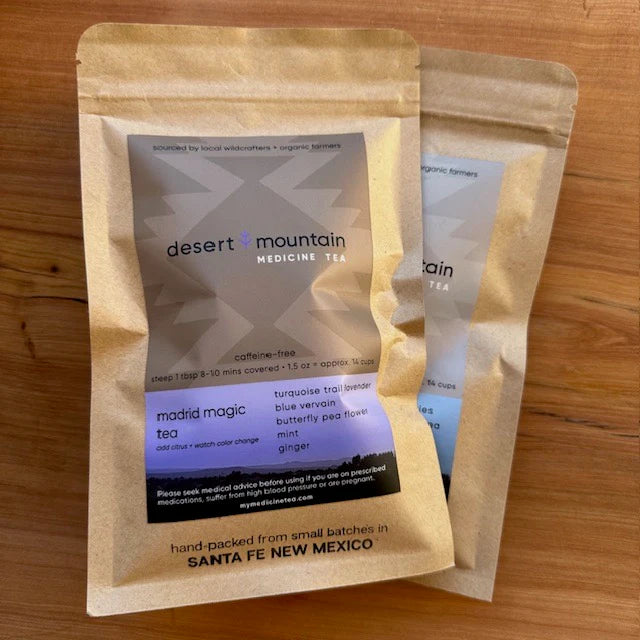 sourced by local wildcrafters + organic farmers
desert mountain
MEDICINE TEA
caffeine-free
steep 1 tbsp 8-10 mins covered • 1.5 oz = approx. 14 cups
madrid magic
tea
add citrus + watch color change
turquoise trail lavender
blue vervain
butterfly pea flower
mint
ginger
Please seek medical advice before using if you are on prescribed
medications, suffer from high blood pressure or are pregnant.
mymedicinetea.com
hand-packed from small batches in
SANTA FE NEW MEXICO
organic farmers
TEA
14 cups